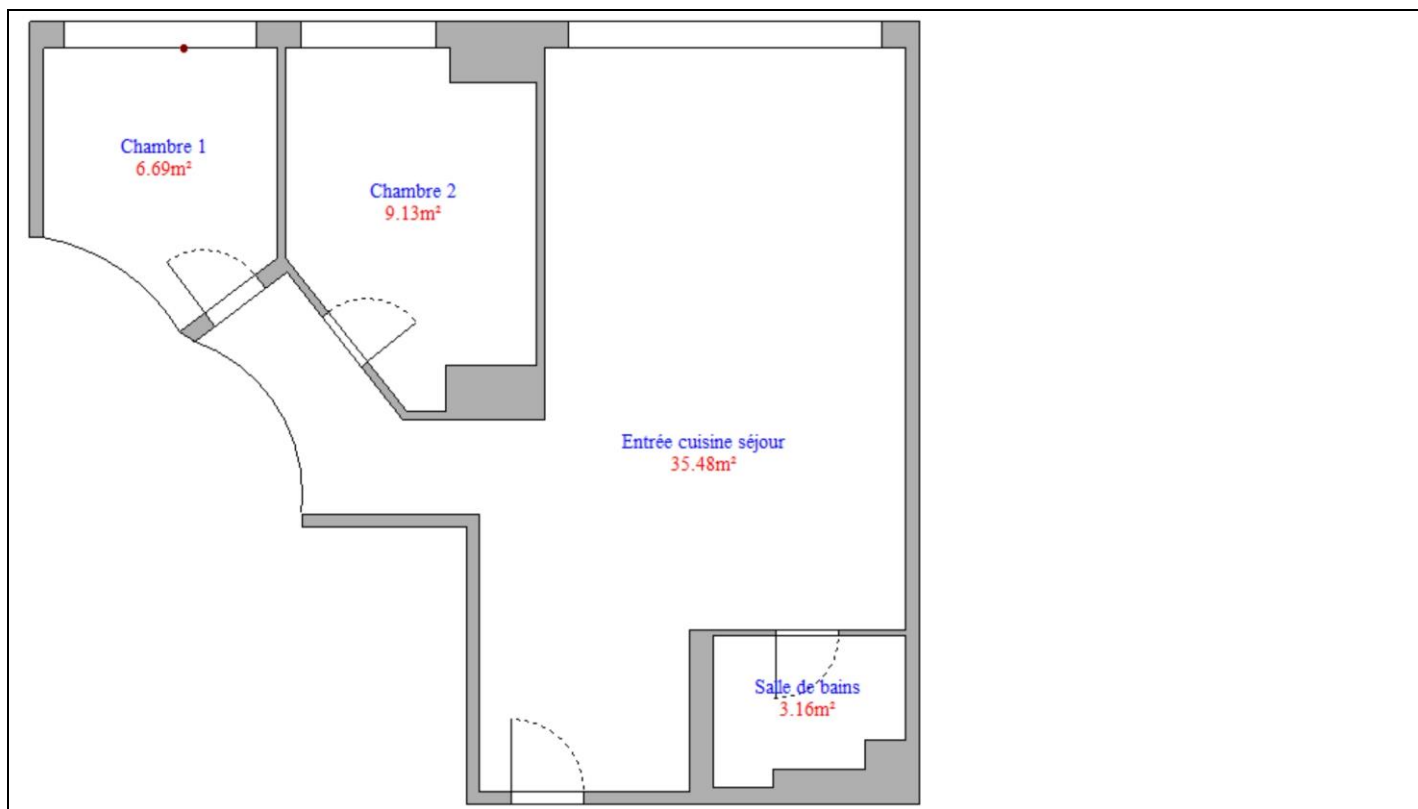 Chambre 1
6.69m²
Chambre 2
9.13m²
Entrée cuisine séjour
35.48m²
Salle de bains
3.16m²